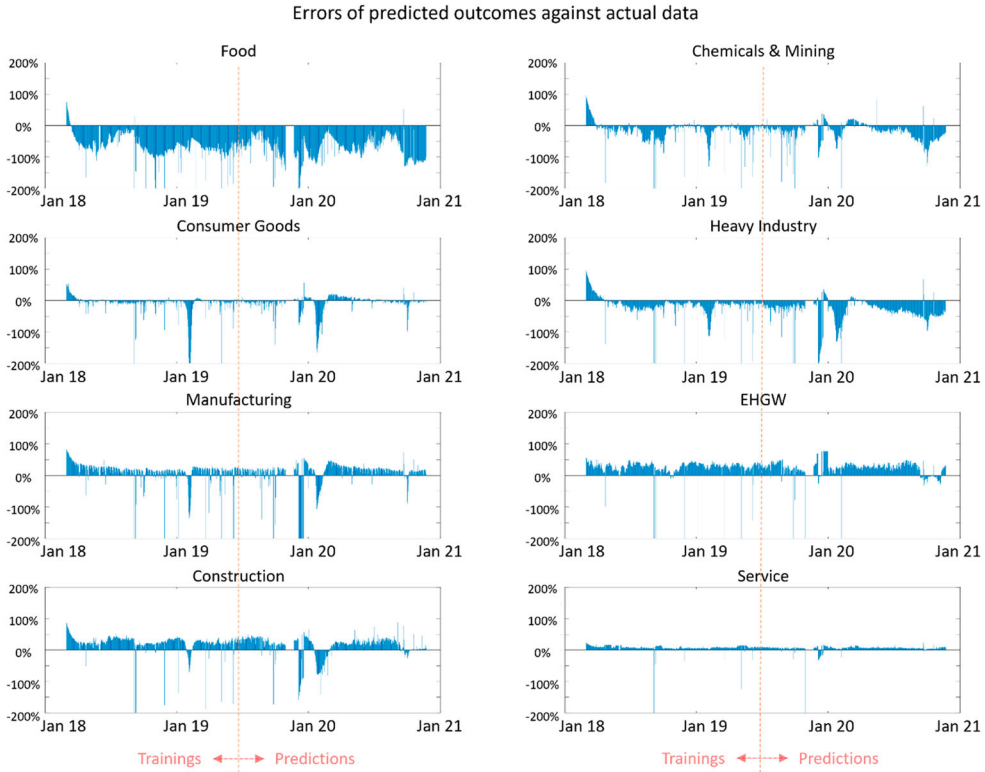 Errors of predicted outcomes against actual data
Food
200%
100%
0%
-100%
-200%
Jan 18 Jan 19 Jan 20 Jan 21
Chemicals & Mining
200%
100%
0%
-100%
-200%
Jan 18 Jan 19 Jan 20 Jan 21
Consumer Goods
200%
100%
0%
-100%
-200%
Jan 18 Jan 19 Jan 20 Jan 21
Heavy Industry
200%
100%
0%
-100%
-200%
Jan 18 Jan 19 Jan 20 Jan 21
Manufacturing
200%
100%
0%
-100%
-200%
Jan 18 Jan 19 Jan 20 Jan 21
EHGW
200%
100%
0%
-100%
-200%
Jan 18 Jan 19 Jan 20 Jan 21
Construction
200%
100%
0%
-100%
-200%
Jan 18 Jan 19 Jan 20 Jan 21
Service
200%
100%
0%
-100%
-200%
Jan 18 Jan 19 Jan 20 Jan 21
Trainings Predictions
Trainings Predictions